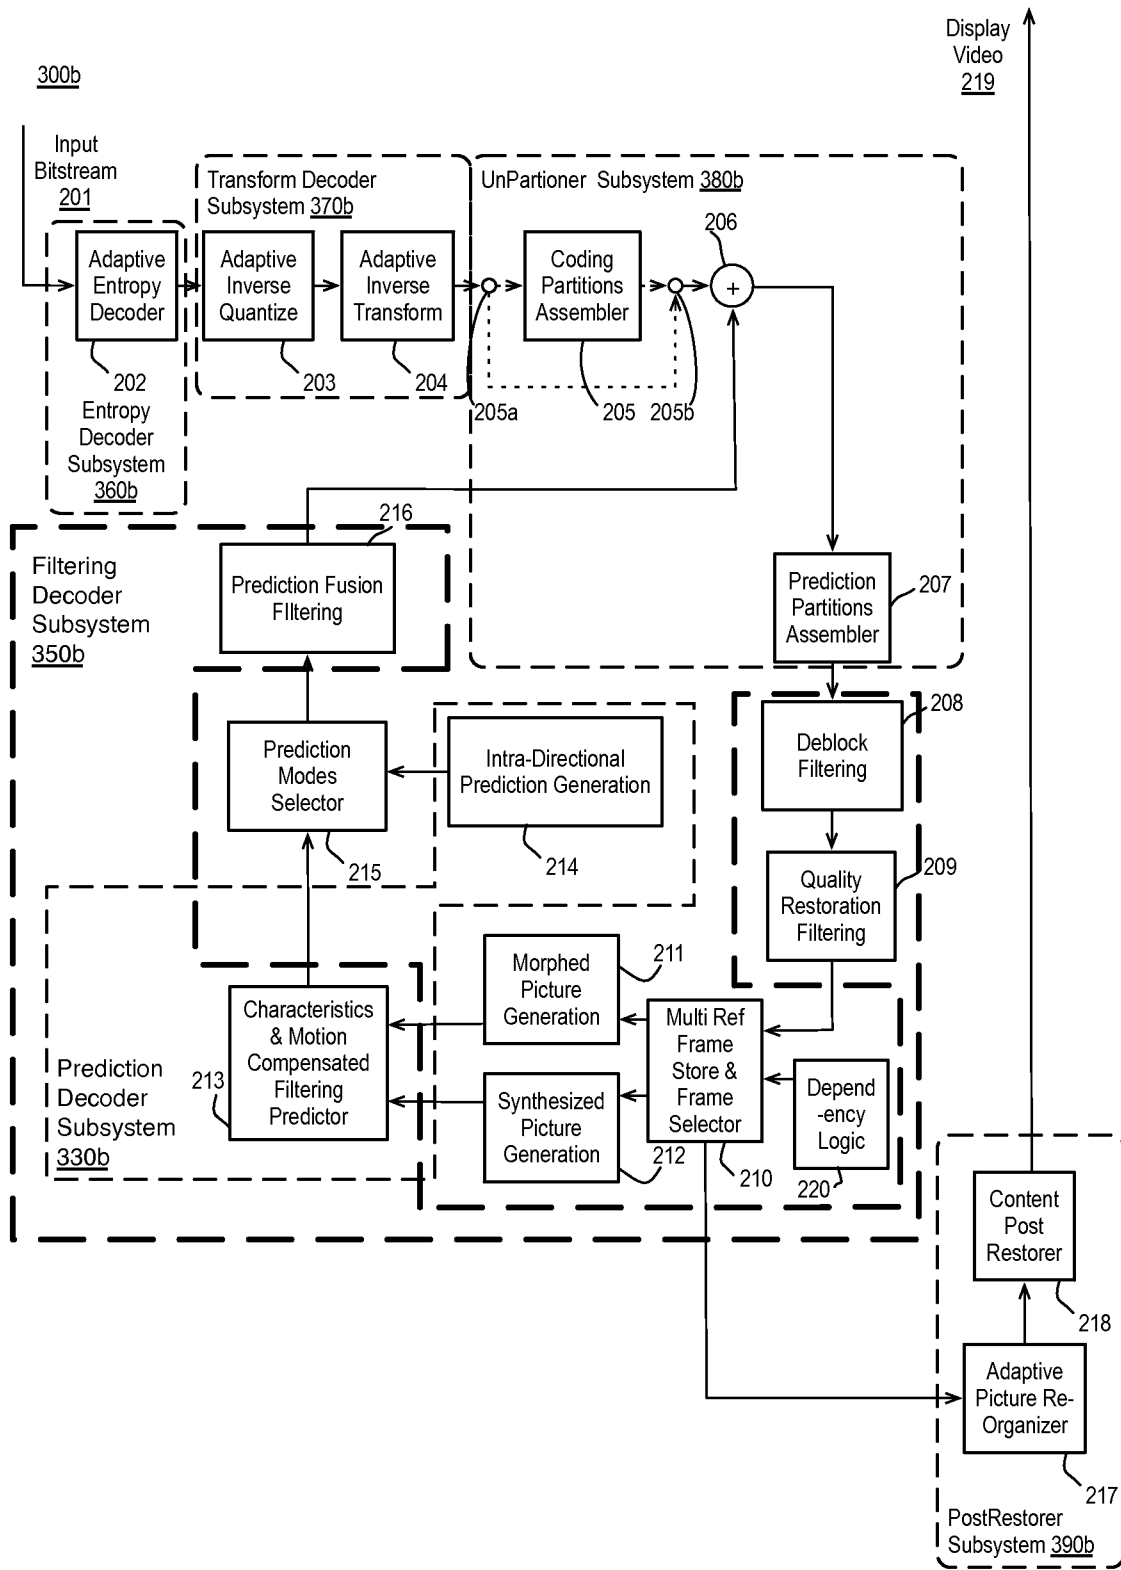 Display
Video
219
300b
Input
Bitstream
201
Transform Decoder
Subsystem 370b
UnPartioner Subsystem 380b
206
Adaptive
Entropy
Decoder
Adaptive
Inverse
Quantize
Adaptive
Inverse
Transform
Coding
Partitions
Assembler
+
202
203
204
205a
205
205b
Entropy
Decoder
Subsystem
360b
216
Filtering
Decoder
Subsystem
350b
Prediction Fusion
FIltering
Prediction
Partitions
Assembler
207
208
Prediction
Modes
Selector
Intra-Directional
Prediction Generation
Deblock
Filtering
215
214
209
Quality
Restoration
Filtering
Morphed
Picture
Generation
211
Characteristics
& Motion
Compensated
Filtering
Predictor
213
Multi Ref
Frame
Store &
Frame
Selector
Depend
-ency
Logic
Prediction
Decoder
Subsystem
330b
Synthesized
Picture
Generation
212
210
220
Content
Post
Restorer
218
Adaptive
Picture Re-
Organizer
217
PostRestorer
Subsystem 390b